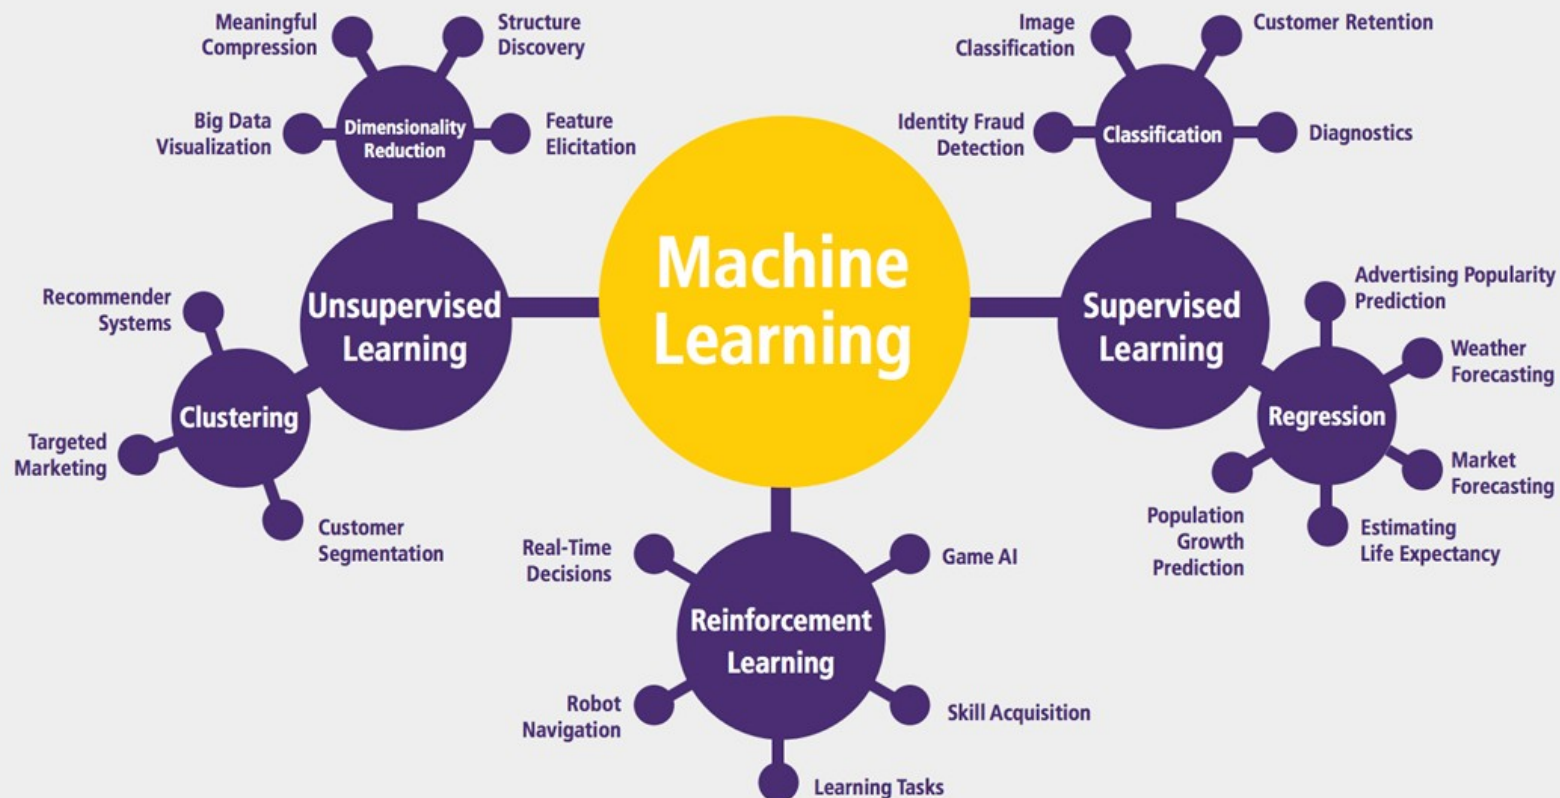 Meaningful
Compression
Structure
Discovery
Big Data
Visualization
Dimensionality
Reduction
Feature
Elicitation
Image
Classification
Customer Retention
Identity Fraud
Detection
Classification
Diagnostics
Machine
Learning
Unsupervised
Learning
Recommender
Systems
Clustering
Targeted
Marketing
Customer
Segmentation
Supervised
Learning
Advertising Popularity
Prediction
Weather
Forecasting
Regression
Market
Forecasting
Population
Growth
Prediction
Estimating
Life Expectancy
Real-Time
Decisions
Game AI
Reinforcement
Learning
Robot
Navigation
Skill Acquisition
Learning Tasks